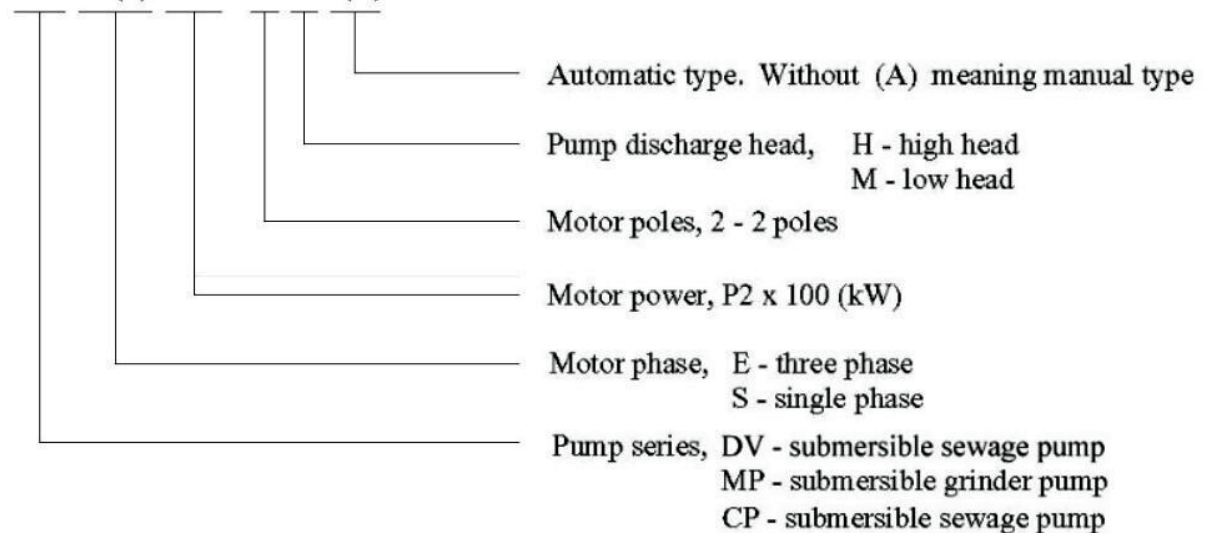 Automatic type. Without (A) meaning manual type
Pump discharge head, H - high head
M - low head
Motor poles, 2 - 2 poles
Motor power, P2 x 100 (kW)
Motor phase, E - three phase
S - single phase
Pump series, DV - submersible sewage pump
MP - submersible grinder pump
CP - submersible sewage pump